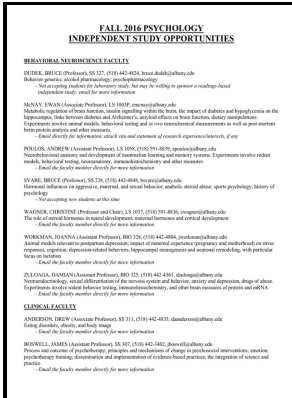 FALL 2016 PSYCHOLOGY
INDEPENDENT STUDY OPPORTUNITIES
BEHAVIORAL NEUROSCIENCE FACULTY
DUDEK, BRUCE (Professor), SS 327, (518) 442-4824, bruce.dudek@albany.edu
Behavior genetics; alcohol pharmacology; psychopharmacology
- Not accepting students for laboratory study, but may be willing to sponsor a readings-based
independent study; email for more information
McNAY, EWAN (Associate Professor), LS 1003P, emcnay@albany.edu
Metabolic regulation of brain function, insulin signalling within the brain, the impact of diabetes and hypoglycemia on the
hippocampus, links between diabetes and Alzheimer's, amyloid effects on brain function, dietary manipulations.
Experiments involve animal models, behavioral testing and in vivo neurochemical measurements as well as post-mortem
brain protein analysis and other measures.
- Email directly for information; attach vita and statement of research experience/interests, if any
POULOS, ANDREW (Assistant Professor), LS 1058, (518) 591-8839, apoulos@albany.edu
Neurobehavioral anatomy and development of mammalian learning and memory systems. Experiments involve rodent
models, behavioral testing, neuroanatomy, immunohistochemistry and other measures
- Email the faculty member directly for more information
SVARE, BRUCE (Professor), SS 238, (518) 442-4848, bsvare@albany.edu
Hormonal influences on aggressive, maternal, and sexual behavior; anabolic steroid abuse; sports psychology; history of
psychology
- Not accepting new students at this time
WAGNER, CHRISTINE (Professor and Chair), LS 1037, (518) 591-8836, cwagner@albany.edu
The role of steroid hormones in neural development; maternal hormones and cortical development
- Email the faculty member directly for more information
WORKMAN, JOANNA (Assistant Professor), BIO 328, (518) 442-4804, jworkman@albany.edu
Animal models relevant to postpartum depression; impact of maternal experience (pregnancy and motherhood) on stress
responses, cognition, depression-related behaviors, hippocampal neurogenesis and neuronal remodeling, with particular
focus on lactation
- Email the faculty member directly for more information
ZULOAGA, DAMIAN (Assistant Professor), BIO 325, (518) 442-4361, dzuloaga@albany.edu
Neuroendocrinology, sexual differentiation of the nervous system and behavior, anxiety and depression, drugs of abuse.
Experiments involve rodent behavior testing, immunohistochemistry, and other brain measures of protein and mRNA
- Email the faculty member directly for more information
CLINICAL FACULTY
ANDERSON, DREW (Associate Professor), SS 311, (518) 442-4835, daanderson@albany.edu
Eating disorders, obesity, and body image
- Email the faculty member directly for more information
BOSWELL, JAMES (Assistant Professor), SS 307, (518) 442-3402, jboswell@albany.edu
Process and outcome of psychotherapy; principles and mechanisms of change in psychosocial interventions; emotion;
psychotherapy training; dissemination and implementation of evidence-based practices; the integration of science and
practice
- Email the faculty member directly for more information